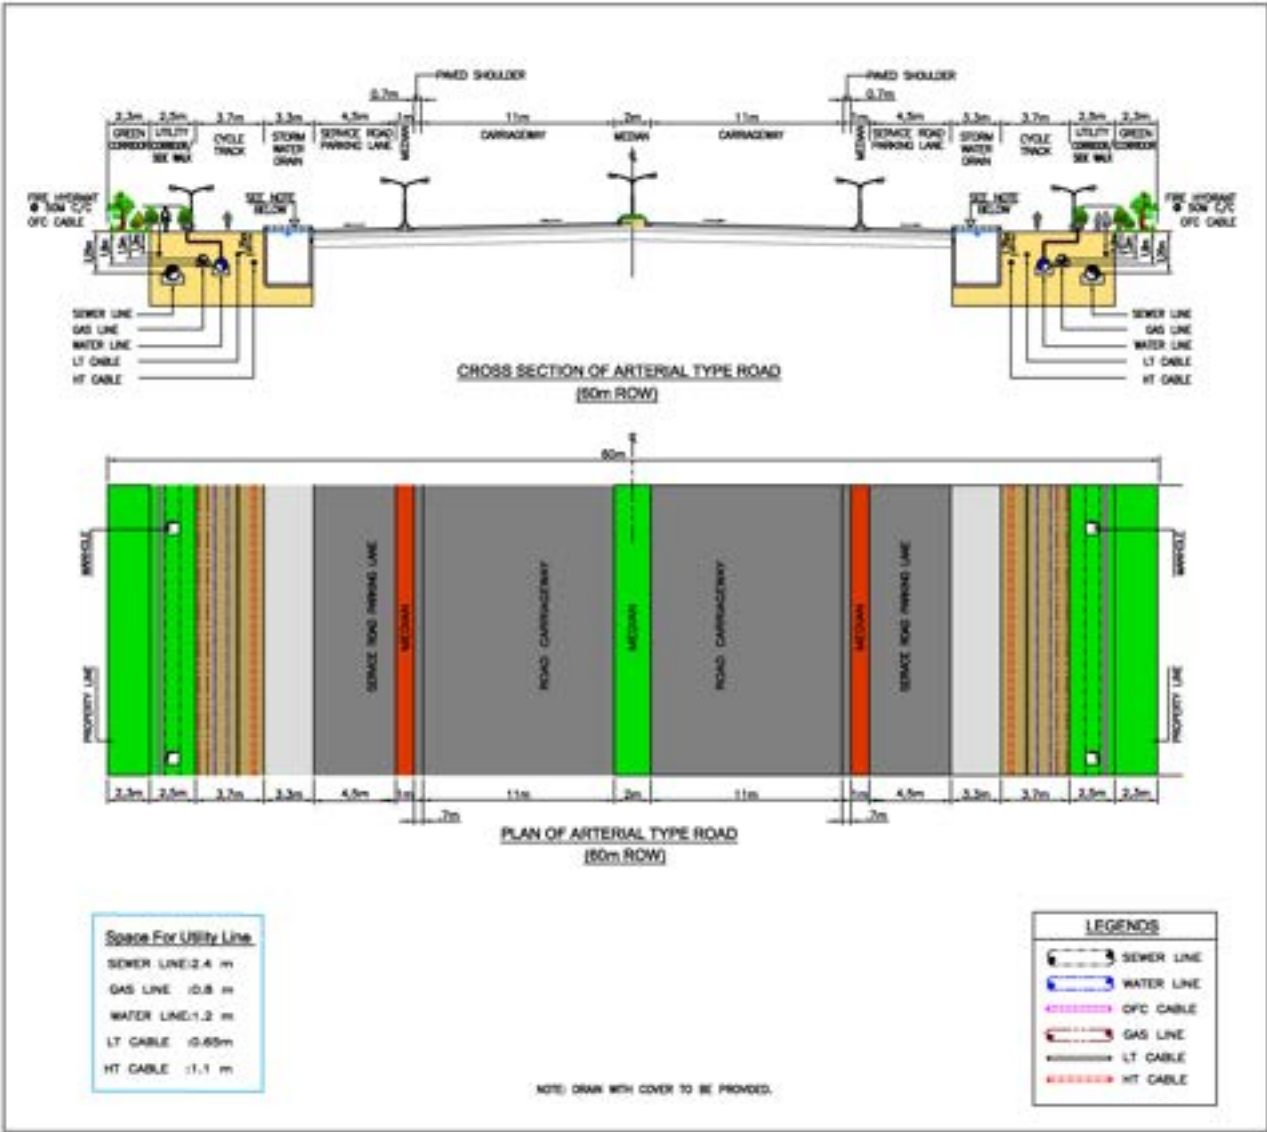 PAVED SHOULDER
PAVED SHOULDER
0.7m
0.7m
2.3m 2.5m 3.7m 3.3m 4.5m 1m 11m 2m 11m 1m 4.5m 3.3m 3.7m 2.5m 2.3m
GREEN CORRIDOR
UTILITY CORRIDOR/ SIDE WALK
CYCLE TRACK
STORM WATER DRAIN
SERVICE ROAD PARKING LANE
MEDIAN
CARRIAGEWAY
MEDIAN
CARRIAGEWAY
MEDIAN
SERVICE ROAD PARKING LANE
STORM WATER DRAIN
CYCLE TRACK
UTILITY CORRIDOR/ SIDE WALK
GREEN CORRIDOR
FIRE HYDRANT
@ 50M C/C
OFC CABLE
SEE NOTE
BELOW
SEE NOTE
BELOW
FIRE HYDRANT
@ 50M C/C
OFC CABLE
SEWER LINE
GAS LINE
WATER LINE
LT CABLE
HT CABLE
SEWER LINE
GAS LINE
WATER LINE
LT CABLE
HT CABLE
CROSS SECTION OF ARTERIAL TYPE ROAD
(60m ROW)
60m
MANHOLE
PROPERTY LINE
SERVICE ROAD PARKING LANE
MEDIAN
ROAD CARRIAGEWAY
MEDIAN
ROAD CARRIAGEWAY
MEDIAN
SERVICE ROAD PARKING LANE
MANHOLE
PROPERTY LINE
2.3m 2.5m 3.7m 3.3m 4.5m 1m 11m 2m 11m 1m 4.5m 3.3m 3.7m 2.5m 2.3m
.7m
.7m
PLAN OF ARTERIAL TYPE ROAD
(60m ROW)
Space For Utility Line
SEWER LINE:2.4 m
GAS LINE :0.8 m
WATER LINE:1.2 m
LT CABLE :0.65m
HT CABLE :1.1 m
NOTE: DRAIN WITH COVER TO BE PROVIDED.
LEGENDS
SEWER LINE
WATER LINE
OFC CABLE
GAS LINE
LT CABLE
HT CABLE